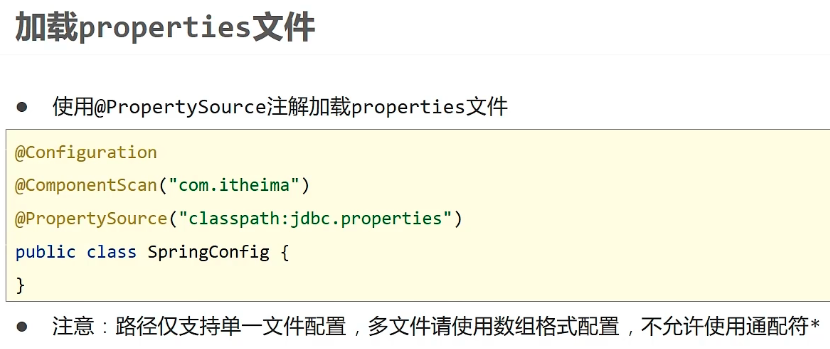 加载properties文件
● 使用@PropertySource注解加载properties文件
@Configuration
@ComponentScan("com.itheima")
@PropertySource("classpath:jdbc.properties")
public class SpringConfig {
}
● 注意：路径仅支持单一文件配置，多文件请使用数组格式配置，不允许使用通配符*